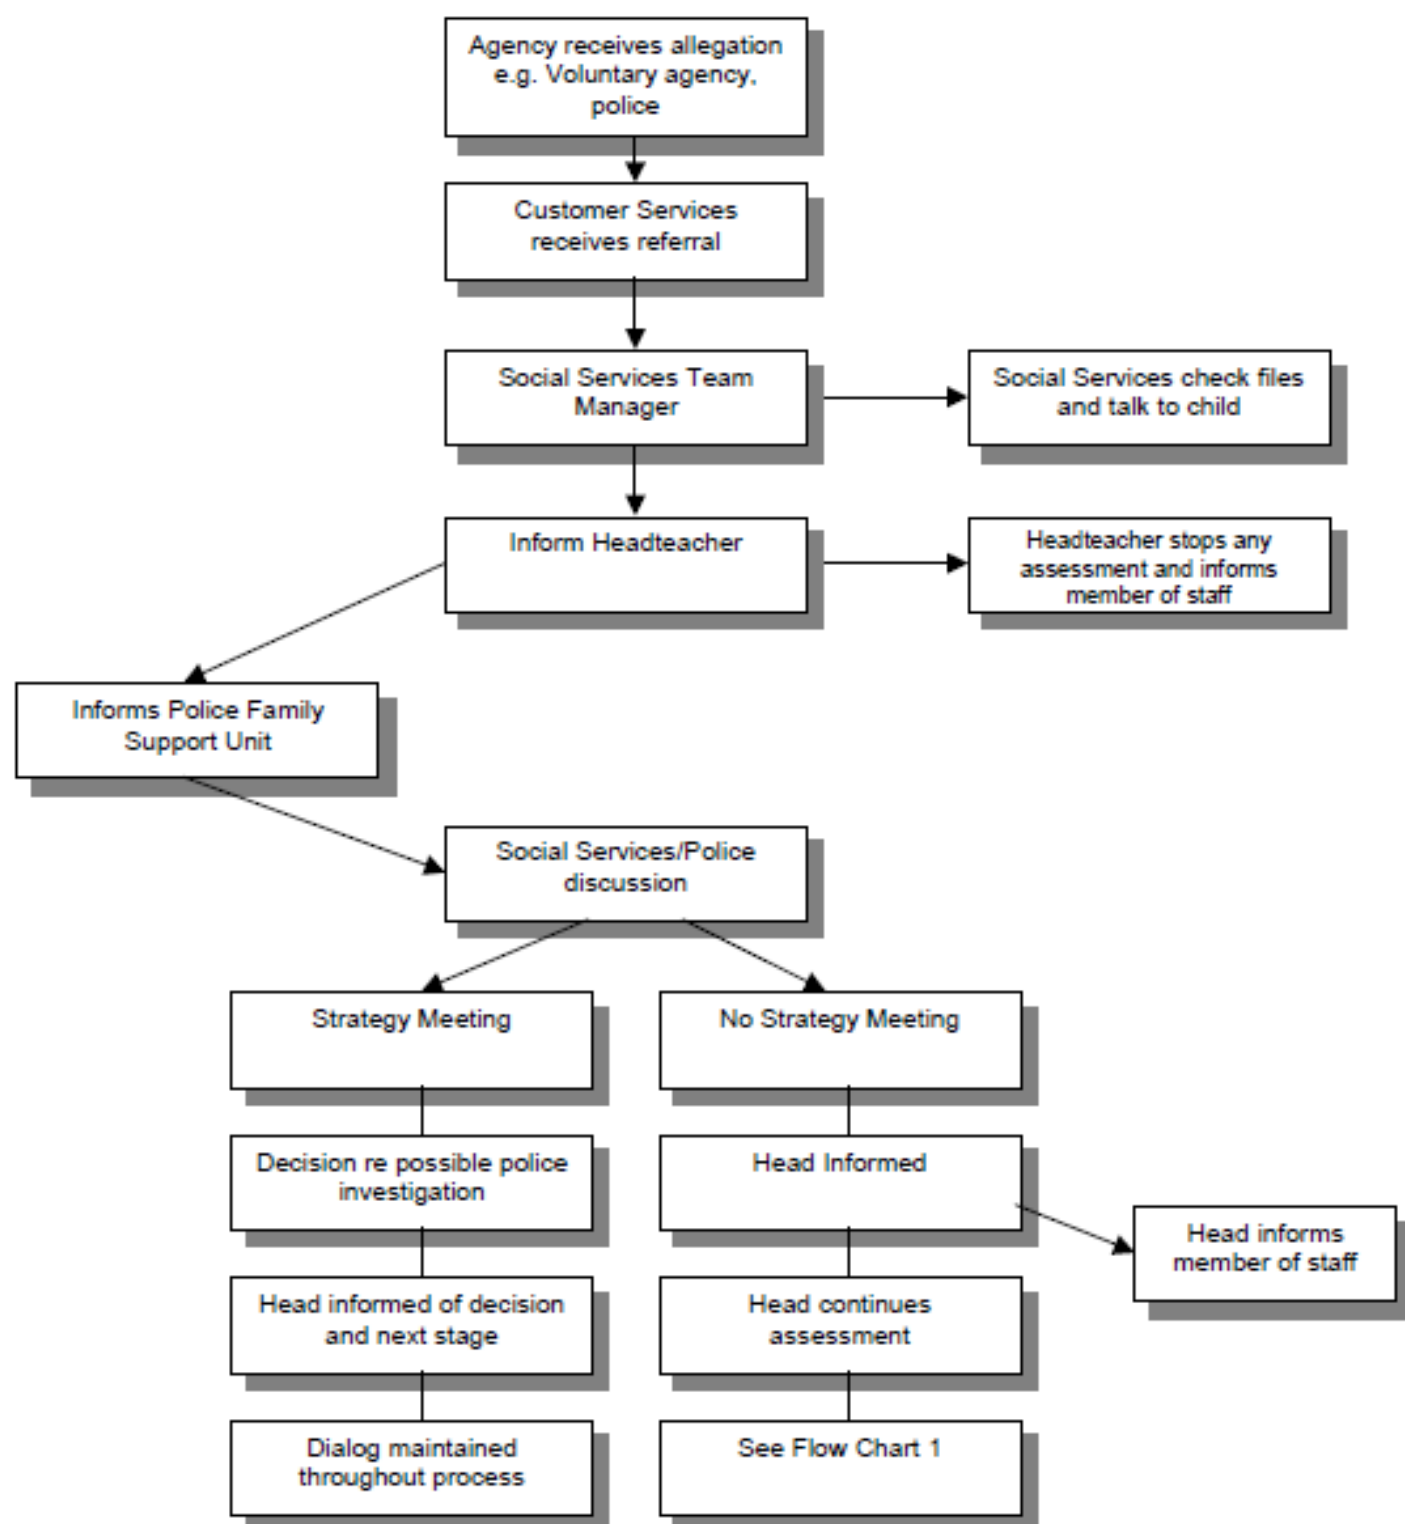 Agency receives allegation
e.g. Voluntary agency,
police
Customer Services
receives referral
Social Services Team
Manager
Social Services check files
and talk to child
Inform Headteacher
Headteacher stops any
assessment and informs
member of staff
Informs Police Family
Support Unit
Social Services/Police
discussion
Strategy Meeting
No Strategy Meeting
Decision re possible police
investigation
Head Informed
Head informs
member of staff
Head informed of decision
and next stage
Head continues
assessment
Dialog maintained
throughout process
See Flow Chart 1